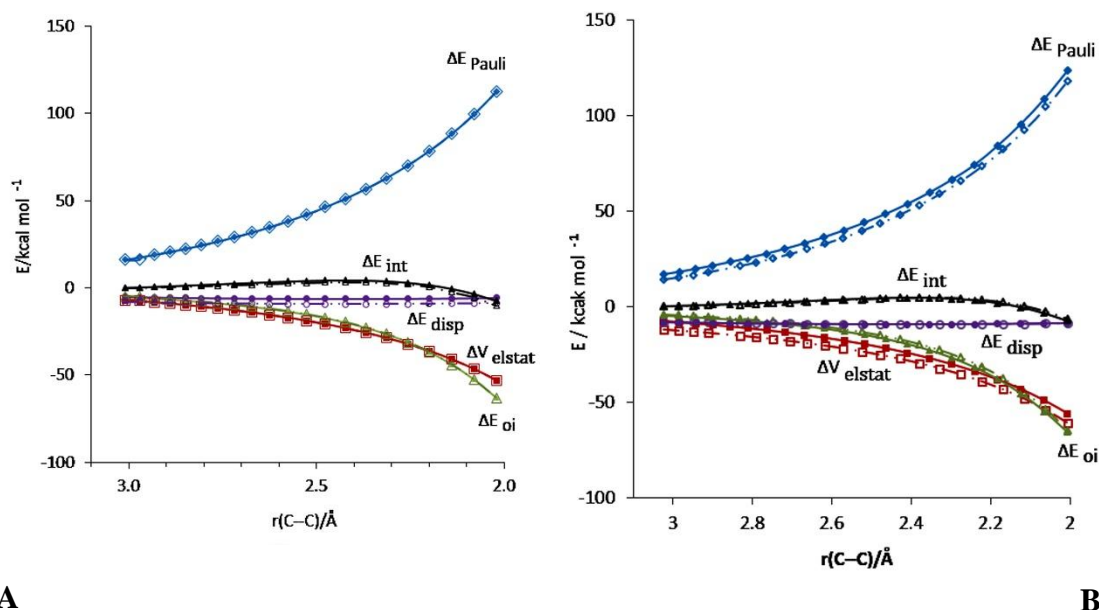 150
100
50
0
-50
-100
E/kcal mol -1
ΔE Pauli
ΔE int
ΔE disp
ΔV elstat
ΔE oi
3.0
2.5
2.0
r(C--C)/Å
A
150
100
50
0
-50
-100
E / kcak mol -1
ΔE Pauli
ΔE int
ΔE disp
ΔV elstat
ΔE oi
3
2.8
2.6
2.4
2.2
2
r(C--C)/Å
B